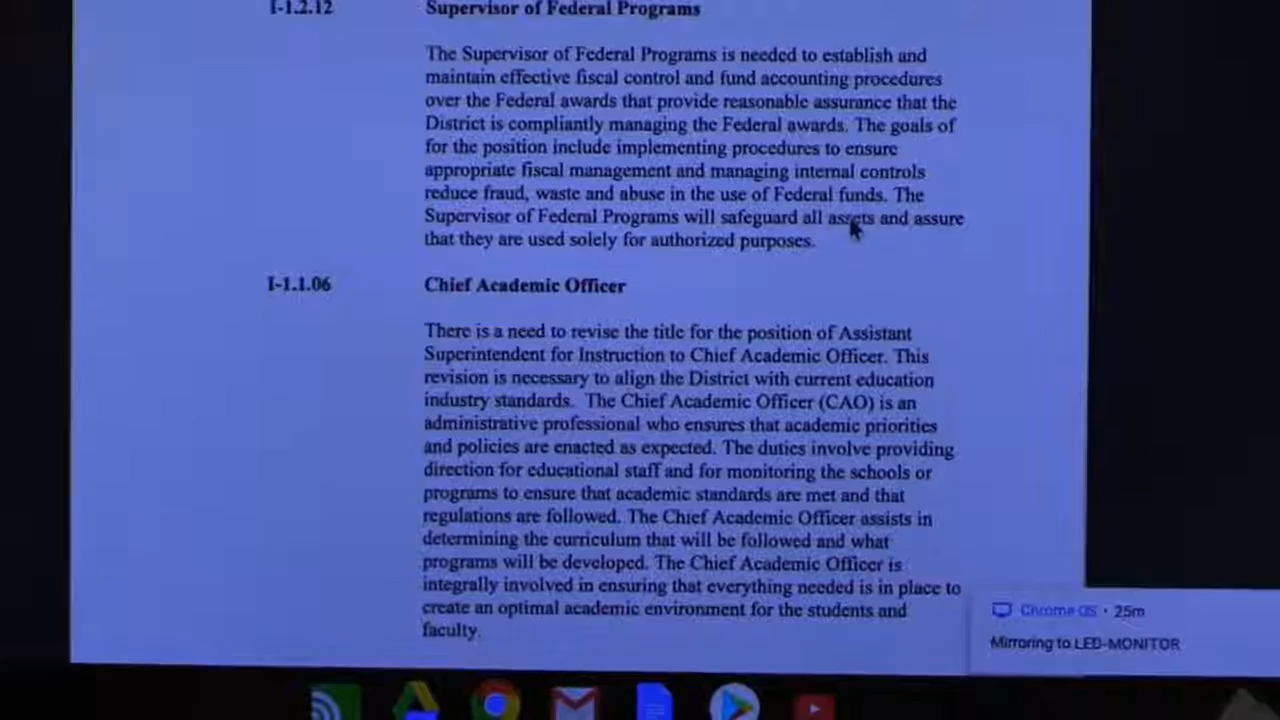 I-1.2.12 Supervisor of Federal Programs
The Supervisor of Federal Programs is needed to establish and
maintain effective fiscal control and fund accounting procedures
over the Federal awards that provide reasonable assurance that the
District is compliantly managing the Federal awards. The goals of
for the position include implementing procedures to ensure
appropriate fiscal management and managing internal controls
reduce fraud, waste and abuse in the use of Federal funds. The
Supervisor of Federal Programs will safeguard all assets and assure
that they are used solely for authorized purposes.
I-1.1.06 Chief Academic Officer
There is a need to revise the title for the position of Assistant
Superintendent for Instruction to Chief Academic Officer. This
revision is necessary to align the District with current education
industry standards. The Chief Academic Officer (CAO) is an
administrative professional who ensures that academic priorities
and policies are enacted as expected. The duties involve providing
direction for educational staff and for monitoring the schools or
programs to ensure that academic standards are met and that
regulations are followed. The Chief Academic Officer assists in
determining the curriculum that will be followed and what
programs will be developed. The Chief Academic Officer is
integrally involved in ensuring that everything needed is in place to
create an optimal academic environment for the students and
faculty.
Chrome OS · 25m
Mirroring to LED-MONITOR